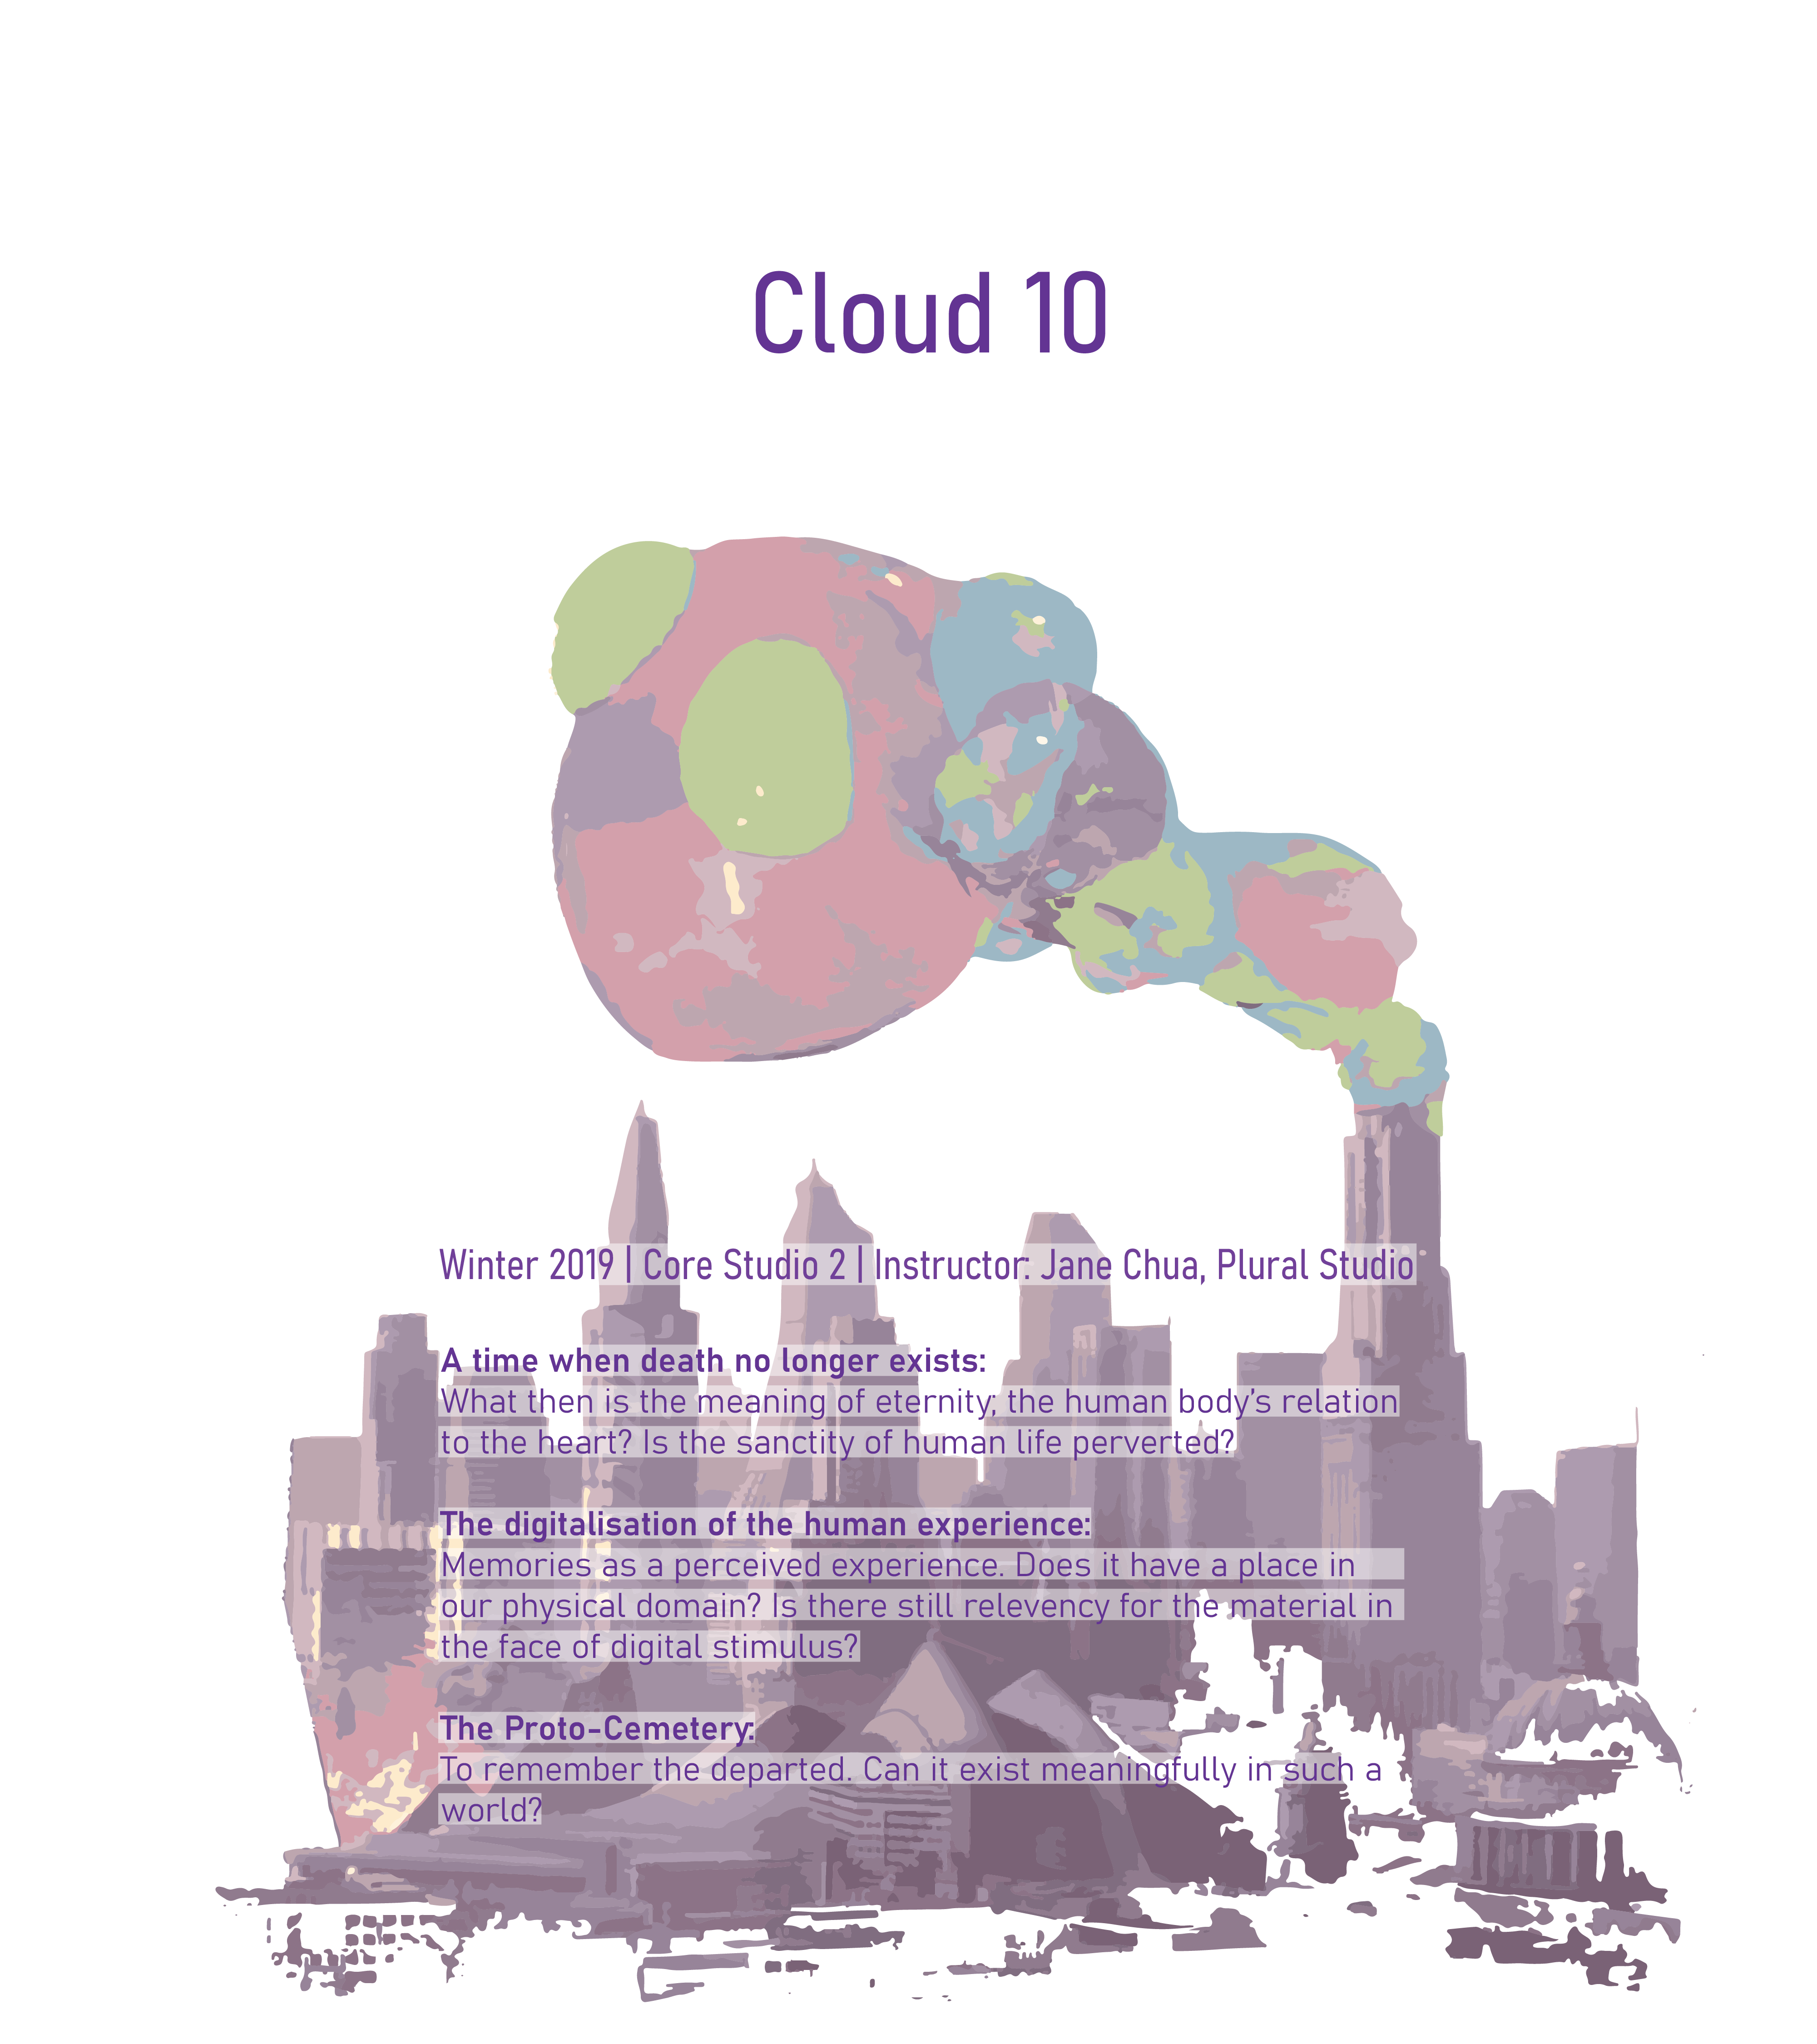 Cloud 10
Winter 2019 | Core Studio 2 | Instructor: Jane Chua, Plural Studio
A time when death no longer exists:
What then is the meaning of eternity; the human body's relation
to the heart? Is the sanctity of human life perverted?
The digitalisation of the human experience:
Memories as a perceived experience. Does it have a place in
our physical domain? Is there still relevency for the material in
the face of digital stimulus?
The Proto-Cemetery:
To remember the departed. Can it exist meaningfully in such a
world?